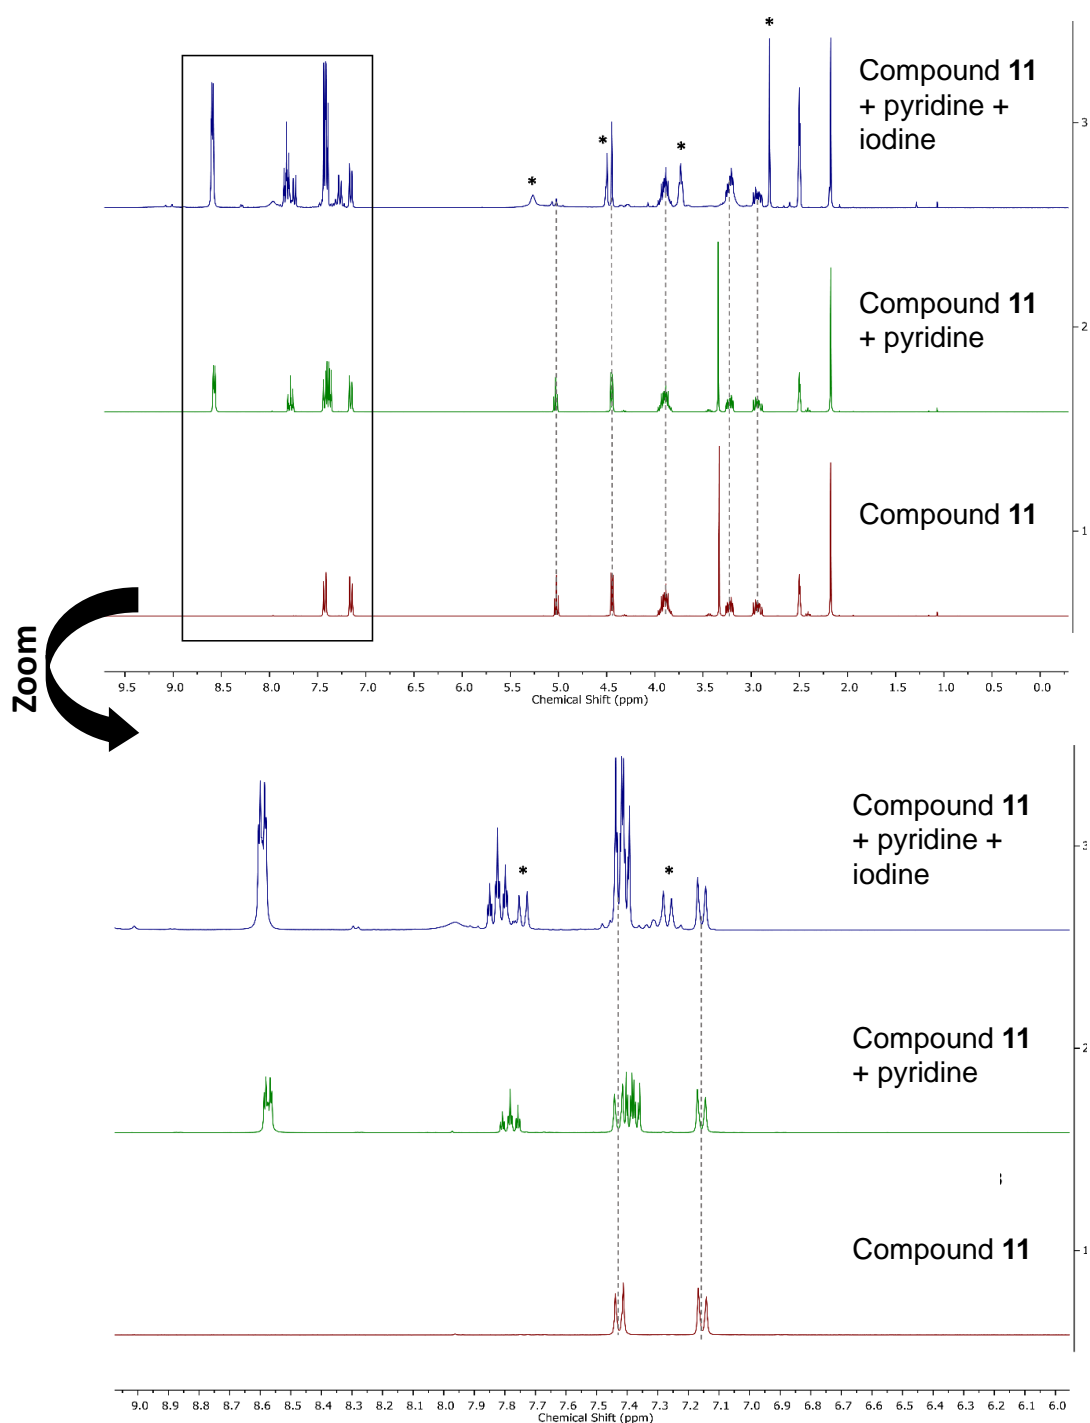 *
Compound 11
+ pyridine +
iodine
*
*
*
3
Compound 11
+ pyridine
2
Compound 11
1
Zoom
9.5 9.0 8.5 8.0 7.5 7.0 6.5 6.0 5.5 5.0 4.5 4.0 3.5 3.0 2.5 2.0 1.5 1.0 0.5 0.0
Chemical Shift (ppm)
Compound 11
+ pyridine +
iodine
3
* *
Compound 11
+ pyridine
2
Compound 11
1
9.0 8.9 8.8 8.7 8.6 8.5 8.4 8.3 8.2 8.1 8.0 7.9 7.8 7.7 7.6 7.5 7.4 7.3 7.2 7.1 7.0 6.9 6.8 6.7 6.6 6.5 6.4 6.3 6.2 6.1 6.0
Chemical Shift (ppm)